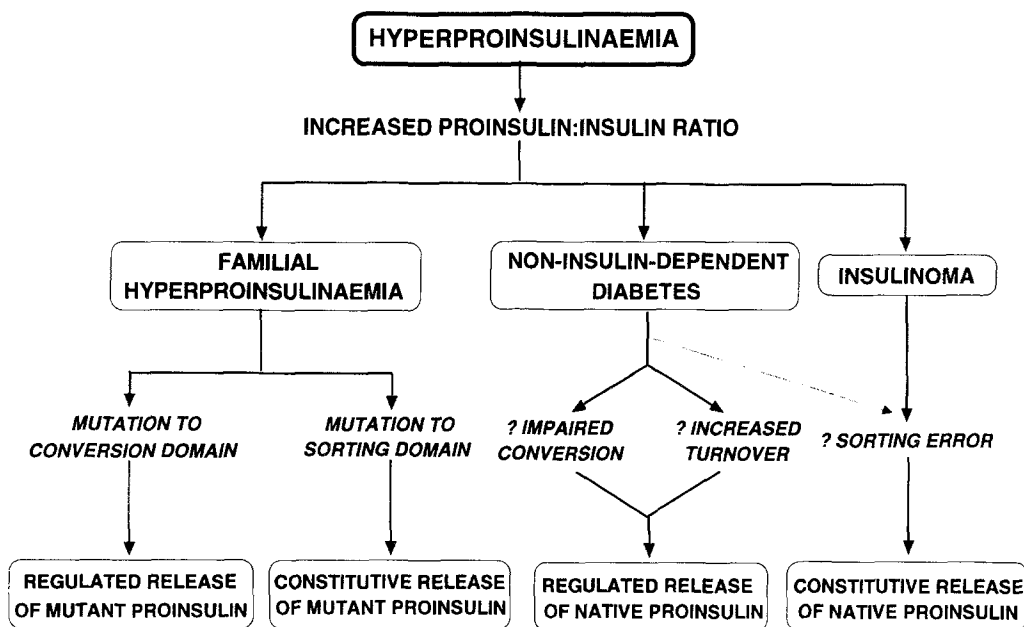 HYPERPROINSULINAEMIA
INCREASED PROINSULIN:INSULIN RATIO
FAMILIAL
HYPERPROINSULINAEMIA
NON-INSULIN-DEPENDENT
DIABETES
INSULINOMA
MUTATION TO
CONVERSION DOMAIN
MUTATION TO
SORTING DOMAIN
? IMPAIRED
CONVERSION
? INCREASED
TURNOVER
? SORTING ERROR
REGULATED RELEASE
OF MUTANT PROINSULIN
CONSTITUTIVE RELEASE
OF MUTANT PROINSULIN
REGULATED RELEASE
OF NATIVE PROINSULIN
CONSTITUTIVE RELEASE
OF NATIVE PROINSULIN